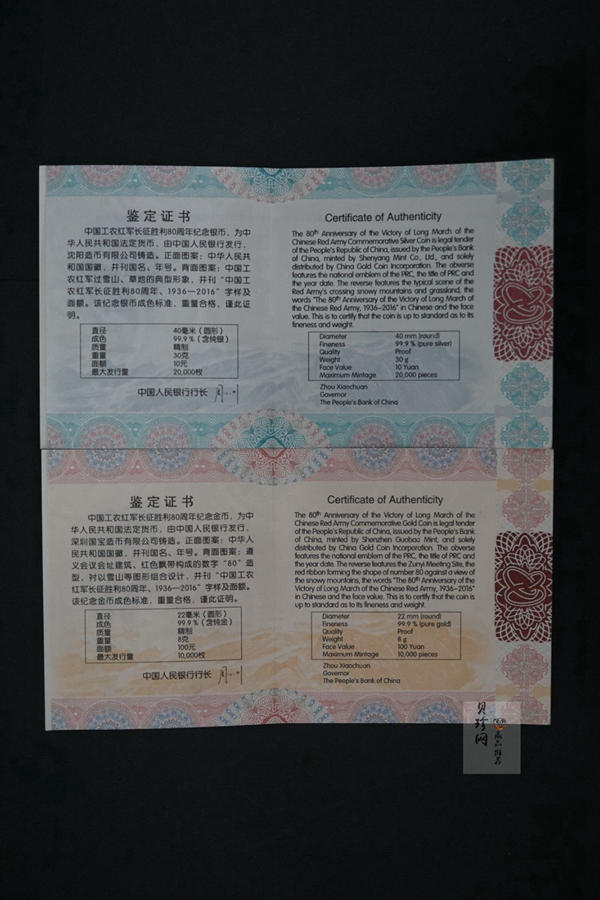 鉴定证书
中国工农红军长征胜利80周年纪念银币，为中
华人民共和国法定货币，由中国人民银行发行，
沈阳造币有限公司铸造。正面图案：中华人民共
和国国徽，并刊国名、年号。背面图案：中国工
农红军过雪山、草地的典型形象，并刊“中国工
农红军长征胜利80周年、1936—2016”字样及
面额。该纪念银币成色标准，重量合格，谨此证
明。
直径 40毫米（圆形）
成色 99.9％（含纯银）
质量 精制
重量 30克
面额 10元
最大发行量 20,000枚
中国人民银行行长
Certificate of Authenticity
The 80th Anniversary of the Victory of Long March of the
Chinese Red Army Commemorative Silver Coin is legal tender
of the People's Republic of China, issued by the People's Bank
of China, minted by Shenyang Mint Co., Ltd., and solely
distributed by China Gold Coin Incorporation. The obverse
features the national emblem of the PRC, the title of PRC and
the year date. The reverse features the typical scene of the
Red Army's crossing snowy mountains and grassland, the
words "The 80th Anniversary of the Victory of Long March of
the Chinese Red Army, 1936-2016" in Chinese and the face
value. This is to certify that the coin is up to standard as to its
fineness and weight.
Diameter 40 mm (round)
Fineness 99.9 % (pure silver)
Quality Proof
Weight 30 g
Face Value 10 Yuan
Maximum Mintage 20,000 pieces
Zhou Xiaochuan
Governor
The People's Bank of China
鉴定证书
中国工农红军长征胜利80周年纪念金币，为中
华人民共和国法定货币，由中国人民银行发行，
深圳国宝造币有限公司铸造。正面图案：中华人
民共和国国徽，并刊国名、年号。背面图案：遵
义会议会址建筑、红色飘带构成的数字“80”造
型，衬以雪山等图形组合设计，并刊“中国工农
红军长征胜利80周年、1936—2016”字样及面额。
该纪念金币成色标准，重量合格，谨此证明。
直径 22毫米（圆形）
成色 99.9％（含纯金）
质量 精制
重量 8克
面额 100元
最大发行量 10,000枚
中国人民银行行长
Certificate of Authenticity
The 80th Anniversary of the Victory of Long March of the
Chinese Red Army Commemorative Gold Coin is legal tender
of the People's Republic of China, issued by the People's Bank
of China, minted by Shenzhen Guobao Mint, and solely
distributed by China Gold Coin Incorporation. The obverse
features the national emblem of the PRC, the title of PRC and
the year date. The reverse features the Zunyi Meeting Site, the
red ribbon forming the shape of number 80 against a view of
the snowy mountains, the words "The 80th Anniversary of the
Victory of Long March of the Chinese Red Army, 1936-2016"
in Chinese and the face value. This is to certify that the coin is
up to standard as to its fineness and weight.
Diameter 22 mm (round)
Fineness 99.9 % (pure gold)
Quality Proof
Weight 8 g
Face Value 100 Yuan
Maximum Mintage 10,000 pieces
Zhou Xiaochuan
Governor
The People's Bank of China
贝珍网
藏品推荐